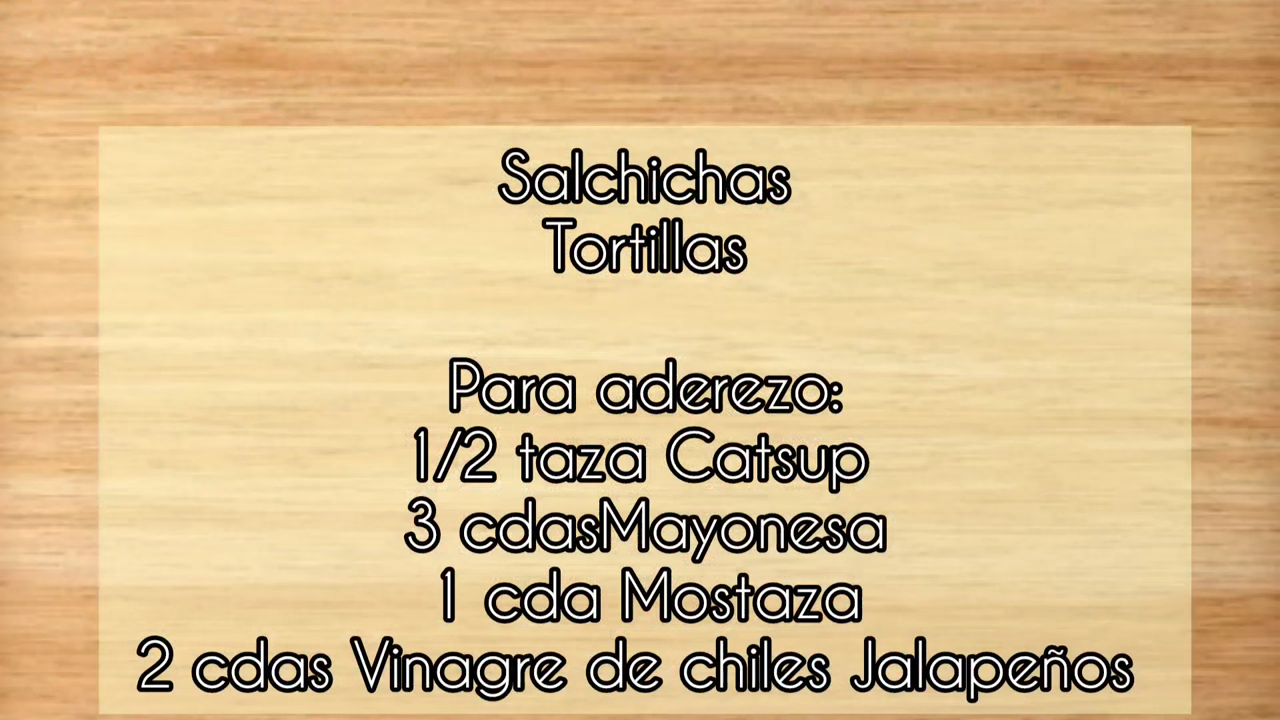 Salchichas
Tortillas
Para aderezo:
1/2 taza Catsup
3 cdasMayonesa
1 cda Mostaza
2 cdas Vinagre de chiles Jalapeños